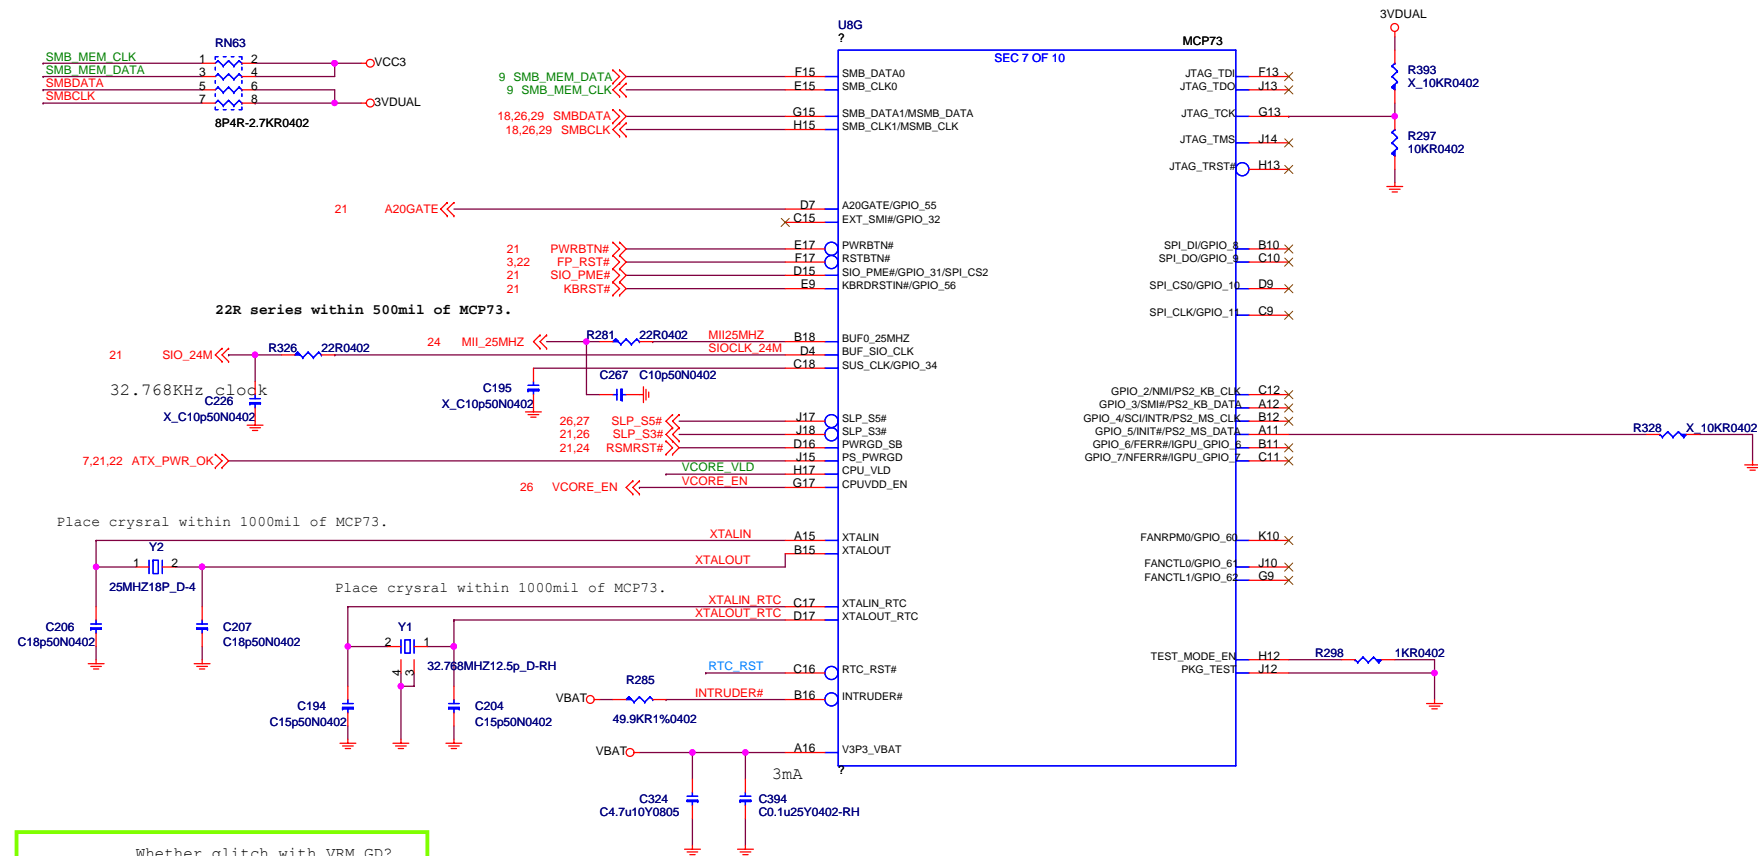 RN63
SMB_MEM_CLK 1 2 VCC3
SMB_MEM_DATA 3 4
SMBDATA 5 6
SMBCLK 7 8 3VDUAL
8P4R-2.7KR0402
U8G
?
MCP73
SEC 7 OF 10
9 SMB_MEM_DATA F15 SMB_DATA0
9 SMB_MEM_CLK E15 SMB_CLK0
18,26,29 SMBDATA G15 SMB_DATA1/MSMB_DATA
18,26,29 SMBCLK H15 SMB_CLK1/MSMB_CLK
21 A20GATE D7 A20GATE/GPIO_55
C15 EXT_SMI#/GPIO_32
21 PWRBTN# E17 PWRBTN#
3,22 FP_RST# F17 RSTBTN#
21 SIO_PME# D15 SIO_PME#/GPIO_31/SPI_CS2
21 KBRST# E9 KBRDRSTIN#/GPIO_56
22R series within 500mil of MCP73.
24 MII_25MHZ R281 22R0402 MII25MHZ B18 BUF0_25MHZ
21 SIO_24M R326 22R0402 SIOCLK_24M D4 BUF_SIO_CLK
C18 SUS_CLK/GPIO_34
32.768KHz clock
C226
X_C10p50N0402
C195
X_C10p50N0402
C267 C10p50N0402
26,27 SLP_S5# J17 SLP_S5#
21,26 SLP_S3# J18 SLP_S3#
21,24 RSMRST# D16 PWRGD_SB
7,21,22 ATX_PWR_OK J15 PS_PWRGD
VCORE_VLD H17 CPU_VLD
26 VCORE_EN VCORE_EN G17 CPUVDD_EN
Place crysral within 1000mil of MCP73.
XTALIN A15 XTALIN
XTALOUT B15 XTALOUT
Y2
1 2
25MHZ18P_D-4
C206
C18p50N0402
C207
C18p50N0402
Place crysral within 1000mil of MCP73.
XTALIN_RTC C17 XTALIN_RTC
XTALOUT_RTC D17 XTALOUT_RTC
Y1
2 1
4 3
32.768MHZ12.5p_D-RH
C194
C15p50N0402
C204
C15p50N0402
RTC_RST C16 RTC_RST#
VBAT R285 INTRUDER# B16 INTRUDER#
49.9KR1%0402
VBAT A16 V3P3_VBAT
3mA
?
C324
C4.7u10Y0805
C394
C0.1u25Y0402-RH
3VDUAL
R393
X_10KR0402
R297
10KR0402
JTAG_TDI F13
JTAG_TDO J13
JTAG_TCK G13
JTAG_TMS J14
JTAG_TRST# H13
SPI_DI/GPIO_8 B10
SPI_DO/GPIO_9 C10
SPI_CS0/GPIO_10 D9
SPI_CLK/GPIO_11 C9
GPIO_2/NMI/PS2_KB_CLK C12
GPIO_3/SMI#/PS2_KB_DATA A12
GPIO_4/SCI/INTR/PS2_MS_CLK B12
GPIO_5/INIT#/PS2_MS_DATA A11 R328 X_10KR0402
GPIO_6/FERR#/IGPU_GPIO_6 B11
GPIO_7/NFERR#/IGPU_GPIO_7 C11
FANRPM0/GPIO_60 K10
FANCTL0/GPIO_61 J10
FANCTL1/GPIO_62 G9
TEST_MODE_EN H12 R298 1KR0402
PKG_TEST J12
Whether glitch with VRM_GD?